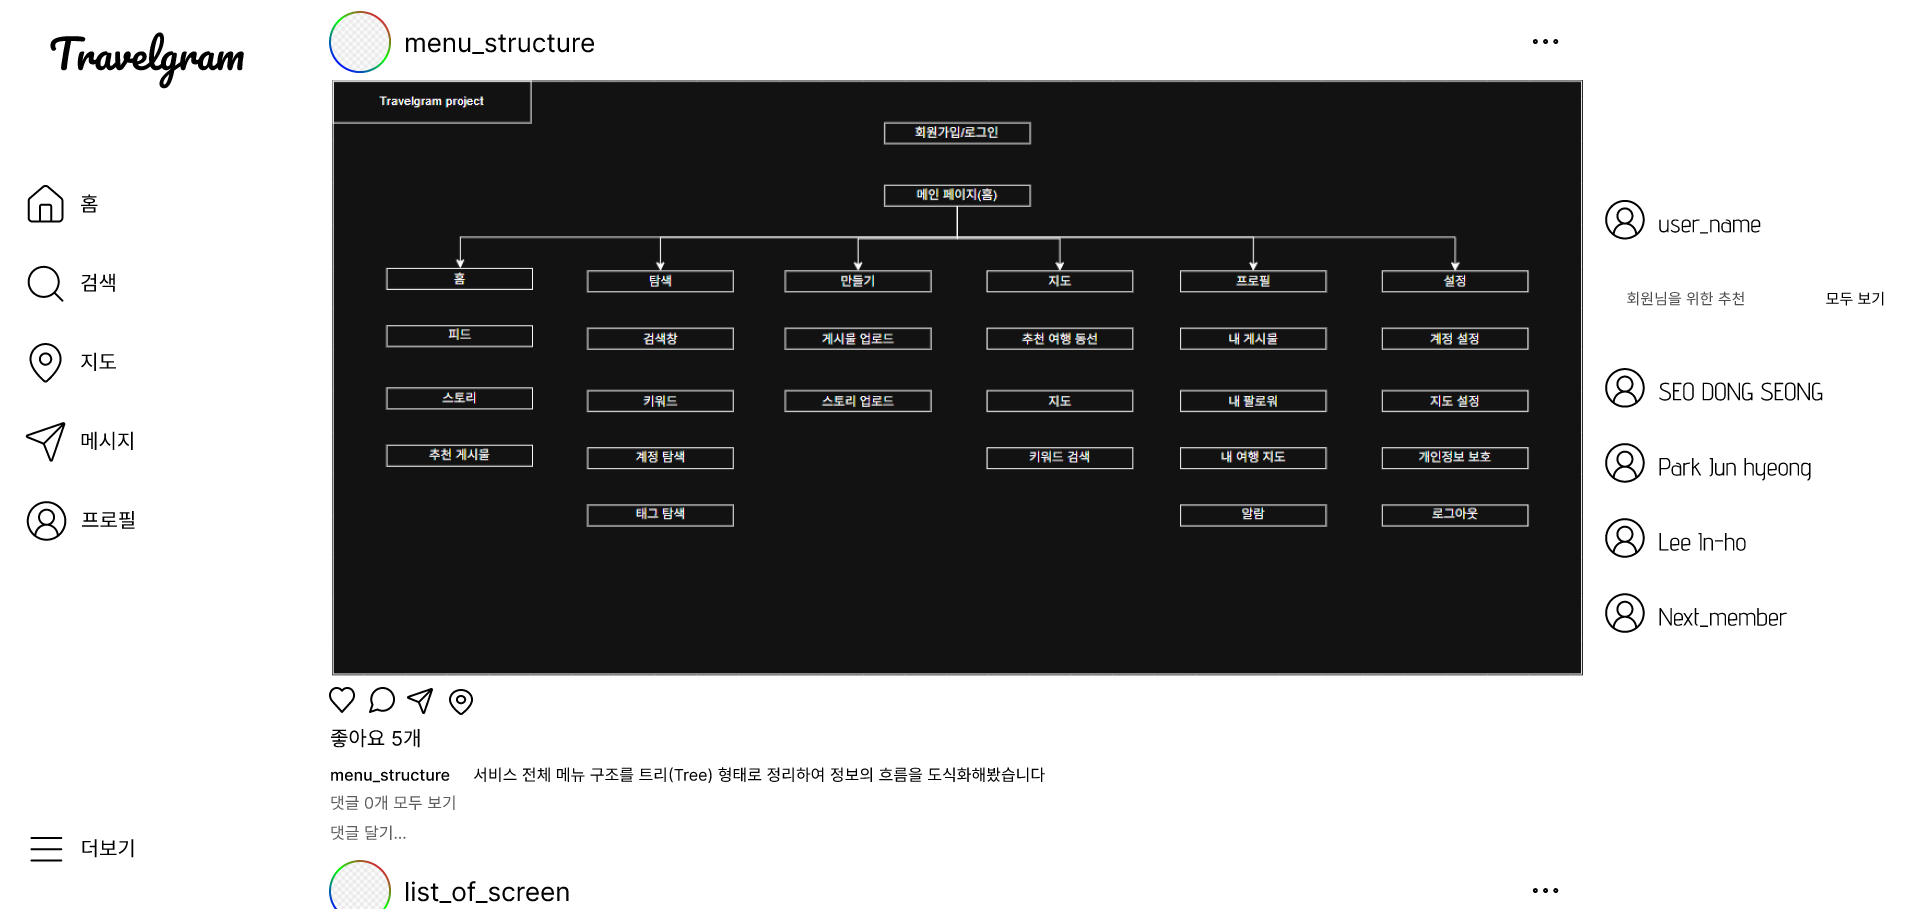 Travelgram
홈
검색
지도
메시지
프로필
더보기
menu_structure
Travelgram project
회원가입/로그인
메인 페이지(홈)
홈
탐색
만들기
지도
프로필
설정
피드
검색창
게시물 업로드
추천 여행 동선
내 게시물
계정 설정
스토리
키워드
스토리 업로드
지도
내 팔로워
지도 설정
추천 게시물
계정 탐색
키워드 검색
내 여행 지도
개인정보 보호
태그 탐색
알람
로그아웃
좋아요 5개
menu_structure 서비스 전체 메뉴 구조를 트리(Tree) 형태로 정리하여 정보의 흐름을 도식화해봤습니다
댓글 0개 모두 보기
댓글 달기...
list_of_screen
user_name
회원님을 위한 추천 모두 보기
SEO DONG SEONG
Park Jun hyeong
Lee In-ho
Next_member